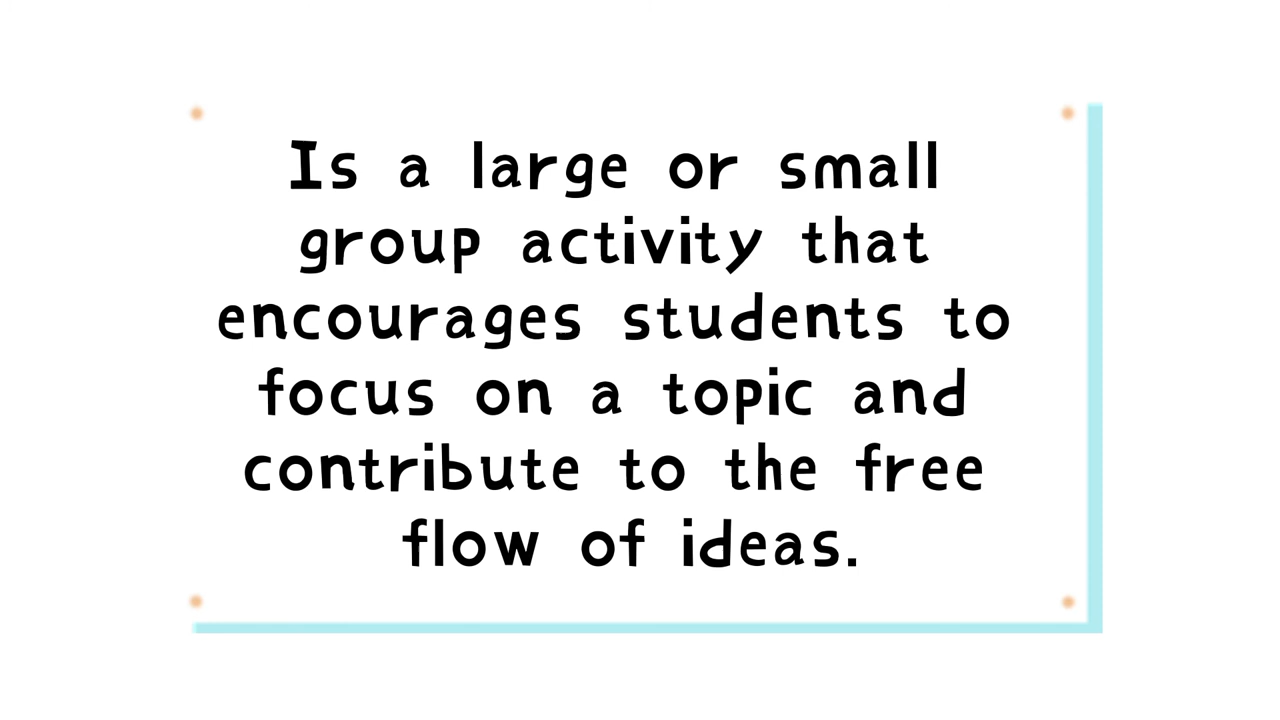 Is a large or small
group activity that
encourages students to
focus on a topic and
contribute to the free
flow of ideas.